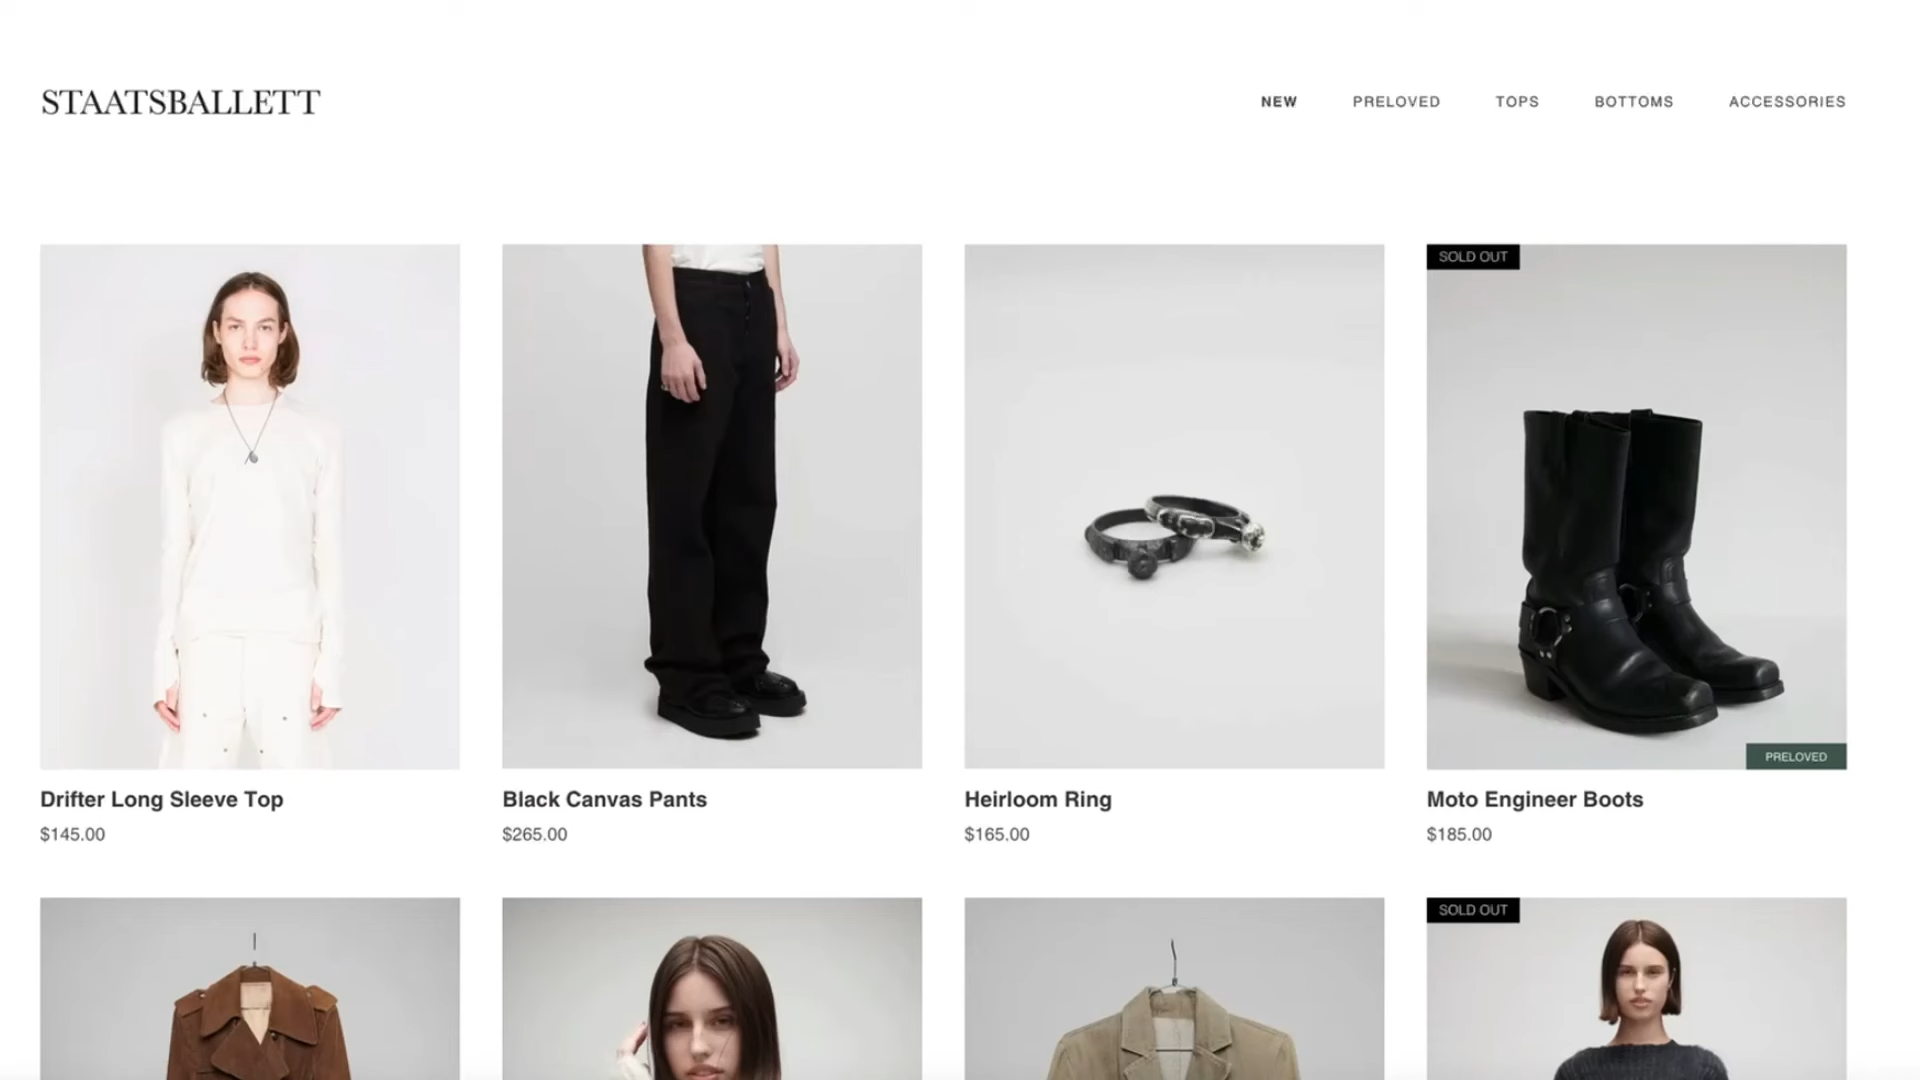 STAATSBALLETT
NEW PRELOVED TOPS BOTTOMS ACCESSORIES
SOLD OUT
PRELOVED
Drifter Long Sleeve Top
$145.00
Black Canvas Pants
$265.00
Heirloom Ring
$165.00
Moto Engineer Boots
$185.00
SOLD OUT